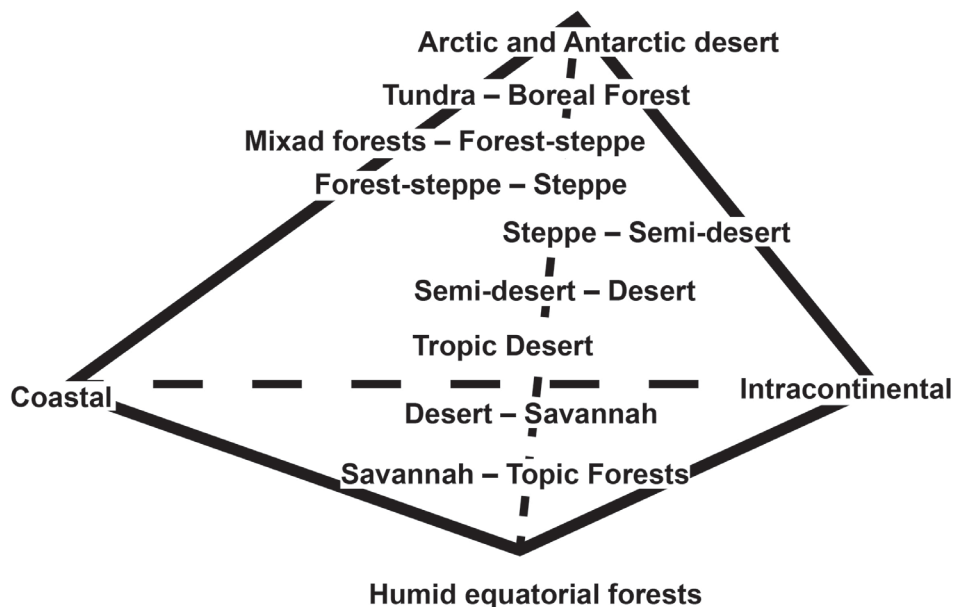 Arctic and Antarctic desert
Tundra – Boreal Forest
Mixad forests – Forest-steppe
Forest-steppe – Steppe
Steppe – Semi-desert
Semi-desert – Desert
Tropic Desert
Coastal
Intracontinental
Desert – Savannah
Savannah – Topic Forests
Humid equatorial forests